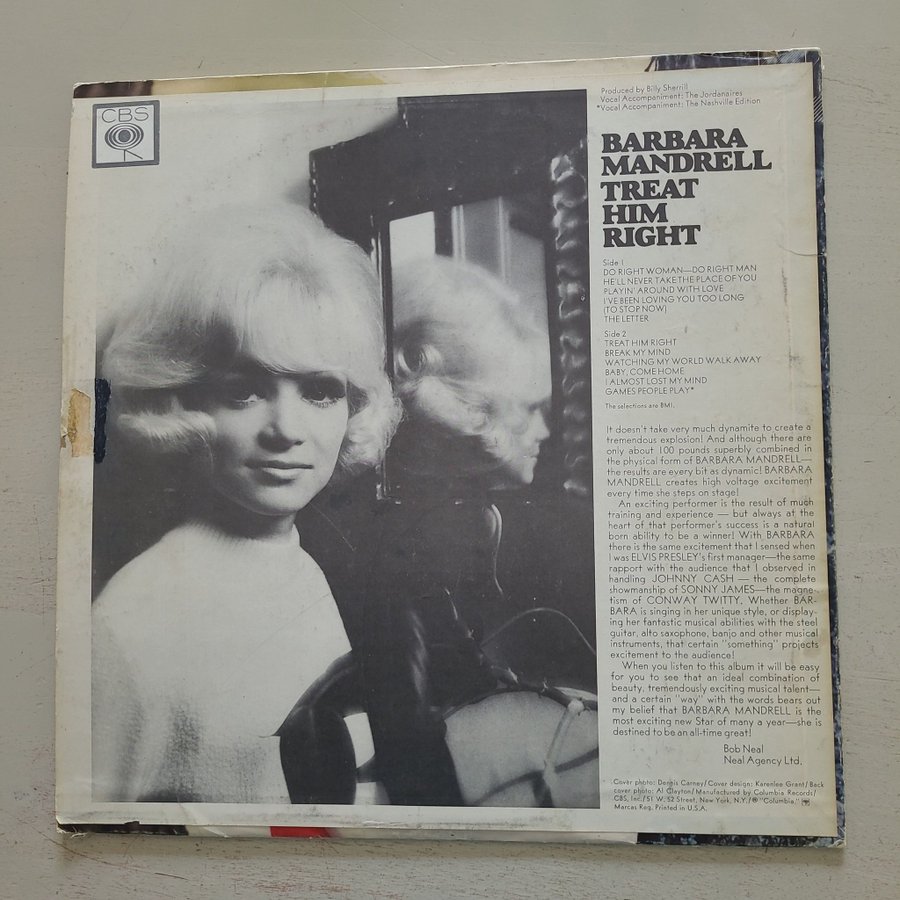 CBS
Produced by Billy Sherrill
Vocal Accompaniment: The Jordanaires
*Vocal Accompaniment: The Nashville Edition
BARBARA
MANDRELL
TREAT
HIM
RIGHT
Side 1
DO RIGHT WOMAN—DO RIGHT MAN
HE'LL NEVER TAKE THE PLACE OF YOU
PLAYIN' AROUND WITH LOVE
I'VE BEEN LOVING YOU TOO LONG
(TO STOP NOW)
THE LETTER
Side 2
TREAT HIM RIGHT
BREAK MY MIND
WATCHING MY WORLD WALK AWAY
BABY, COME HOME
I ALMOST LOST MY MIND
GAMES PEOPLE PLAY*
The selections are BMI.
It doesn't take very much dynamite to create a
tremendous explosion! And although there are
only about 100 pounds superbly combined in
the physical form of BARBARA MANDRELL—
the results are every bit as dynamic! BARBARA
MANDRELL creates high voltage excitement
every time she steps on stage!
An exciting performer is the result of much
training and experience — but always at the
heart of that performer's success is a natural
born ability to be a winner! With BARBARA
there is the same excitement that I sensed when
I was ELVIS PRESLEY's first manager—the same
rapport with the audience that I observed in
handling JOHNNY CASH — the complete
showmanship of SONNY JAMES—the magne-
tism of CONWAY TWITTY. Whether BAR-
BARA is singing in her unique style, or display-
ing her fantastic musical abilities with the steel
guitar, alto saxophone, banjo and other musical
instruments, that certain "something" projects
excitement to the audience!
When you listen to this album it will be easy
for you to see that an ideal combination of
beauty, tremendously exciting musical talent—
and a certain "way" with the words bears out
my belief that BARBARA MANDRELL is the
most exciting new Star of many a year—she is
destined to be an all-time great!
Bob Neal
Neal Agency Ltd.
Cover photo: Dennis Carney/Cover design: Karenlee Grant/Back
cover photo: Al Clayton/Manufactured by Columbia Records/
CBS, Inc./51 W. 52 Street, New York, N.Y./® "Columbia,"
Marcas Reg. Printed in U.S.A.